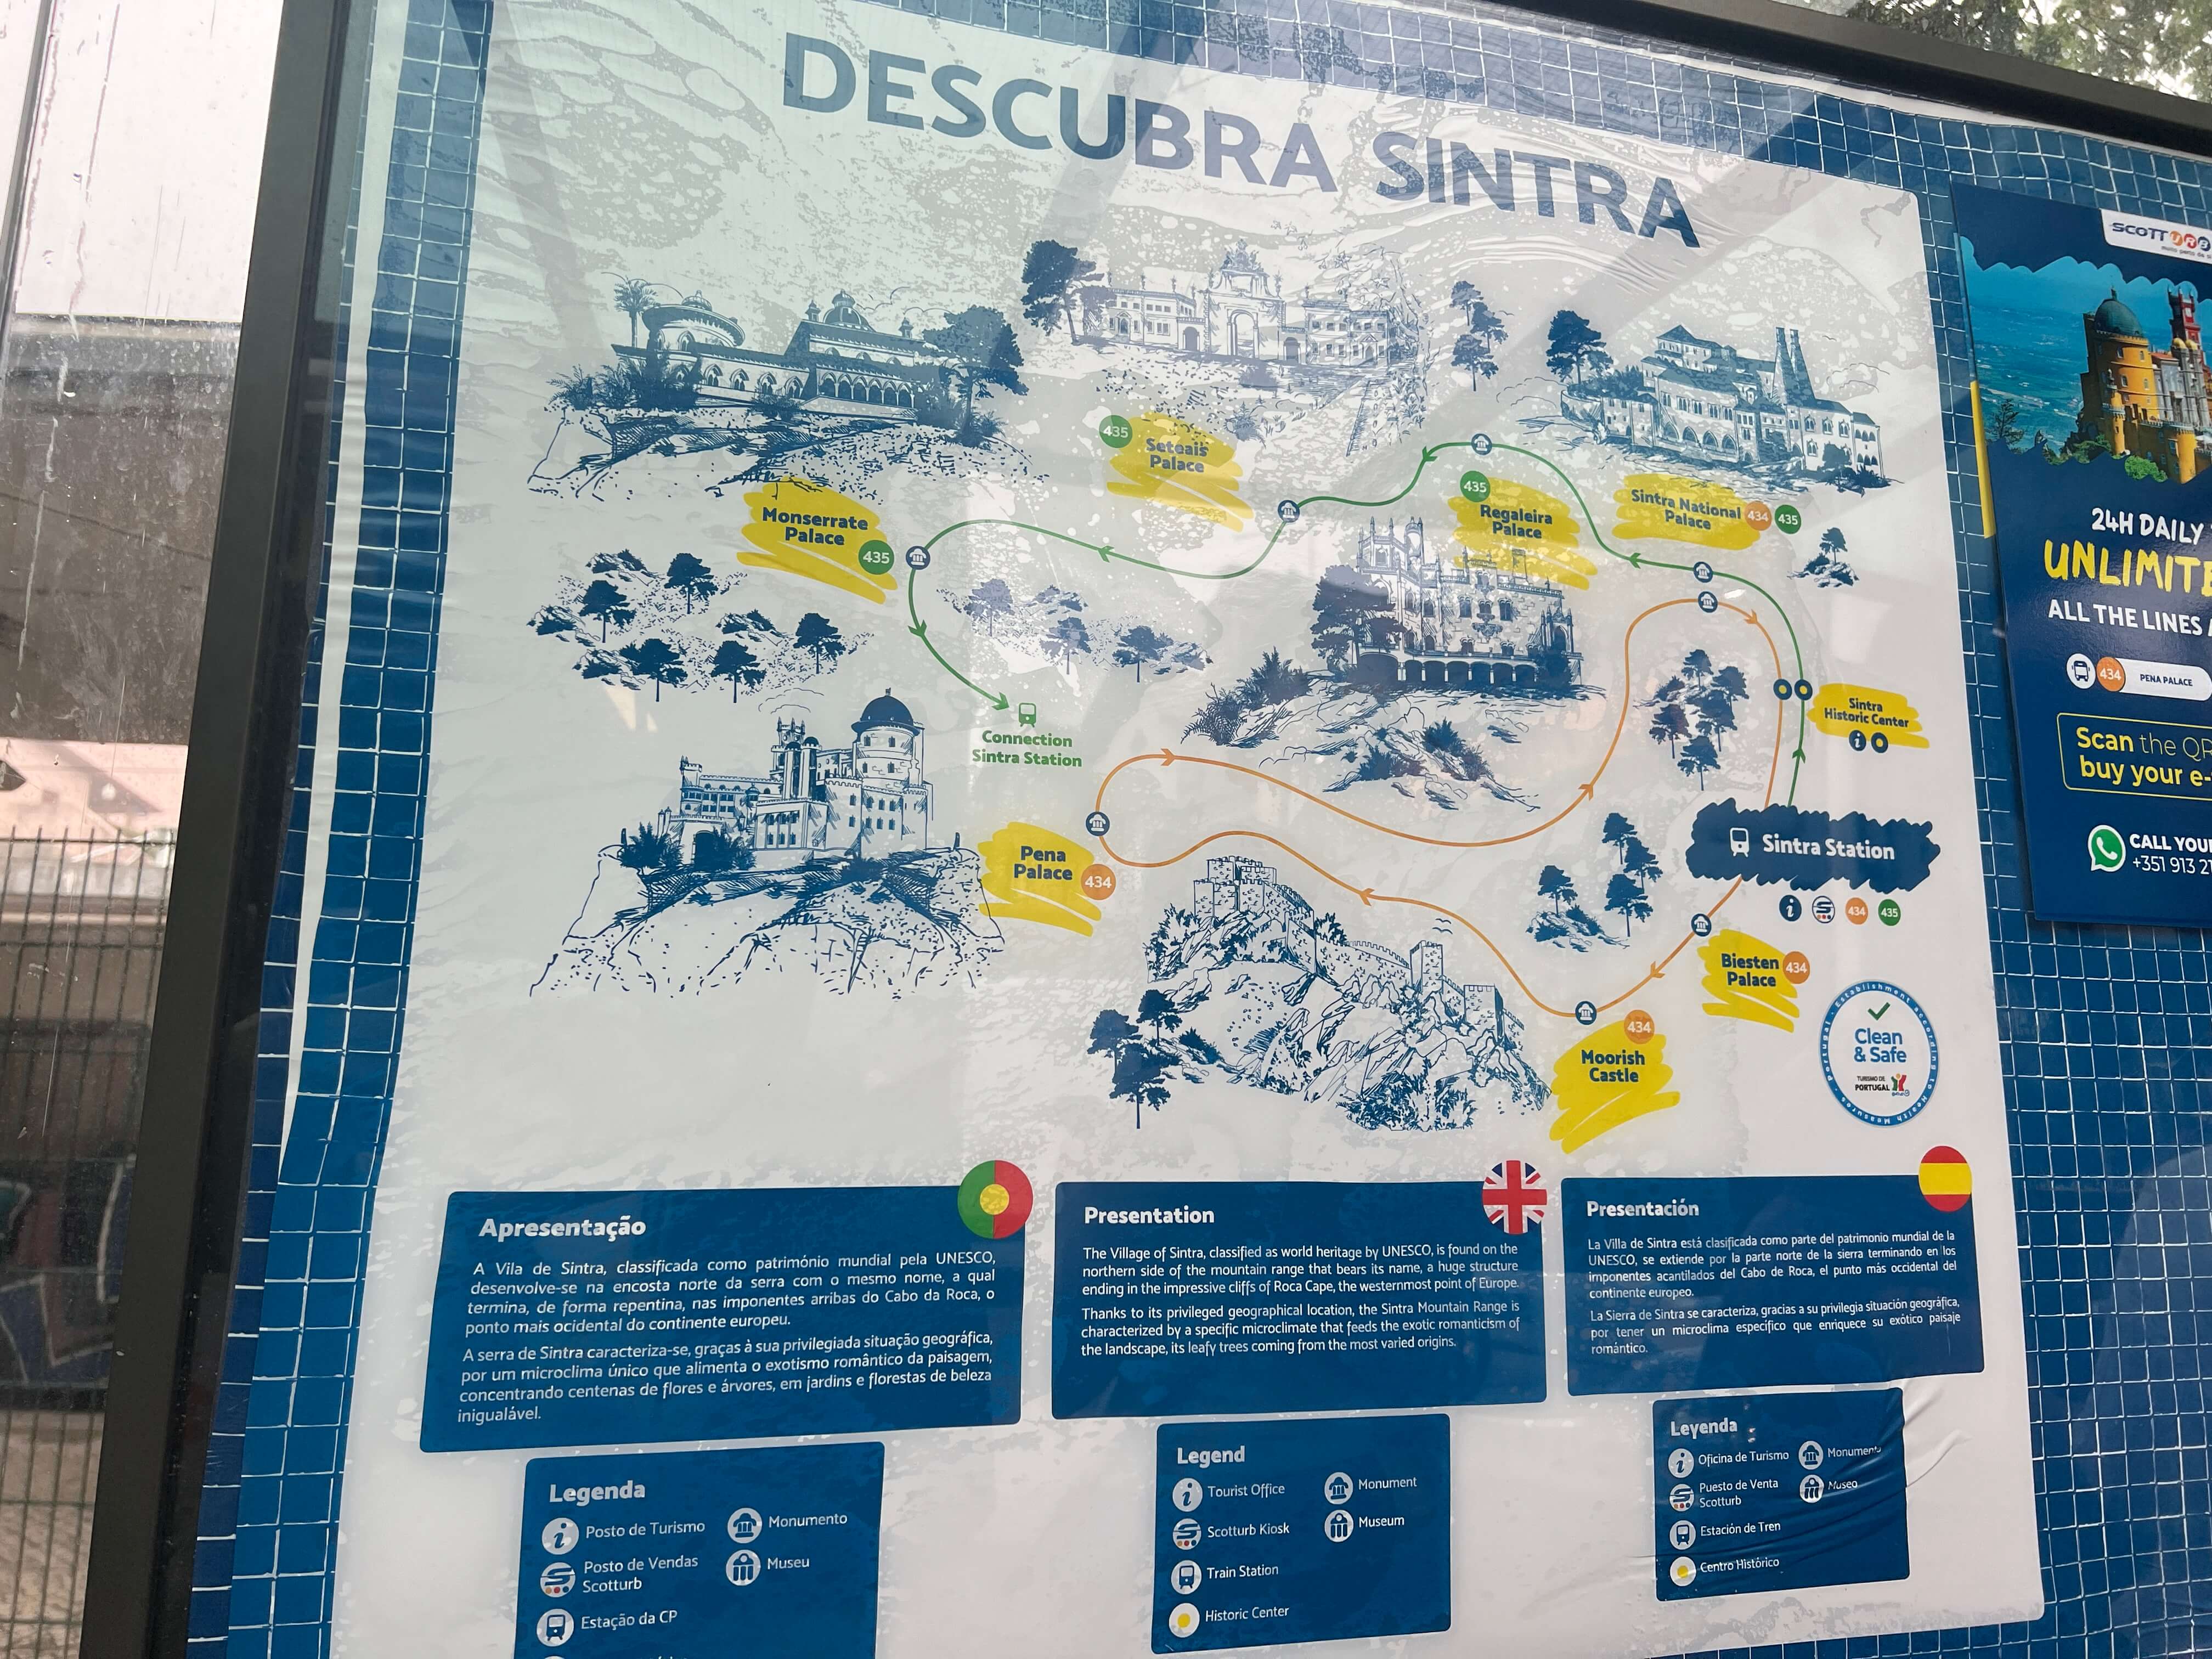 DESCUBRA SINTRA
435
Seteais
Palace
Monserrate
Palace
435
435
Regaleira
Palace
Sintra National
Palace
434
435
Sintra
Historic Center
Connection
Sintra Station
Pena
Palace
434
Sintra Station
434
435
Biesten
Palace
434
434
Moorish
Castle
Clean
& Safe
TURISMO DE
PORTUGAL
Apresentação
A Vila de Sintra, classificada como património mundial pela UNESCO,
desenvolve-se na encosta norte da serra com o mesmo nome, a qual
termina, de forma repentina, nas imponentes arribas do Cabo da Roca, o
ponto mais ocidental do continente europeu.
A serra de Sintra caracteriza-se, graças à sua privilegiada situação geográfica,
por um microclima único que alimenta o exotismo romântico da paisagem,
concentrando centenas de flores e árvores, em jardins e florestas de beleza
inigualável.
Presentation
The Village of Sintra, classified as world heritage by UNESCO, is found on the
northern side of the mountain range that bears its name, a huge structure
ending in the impressive cliffs of Roca Cape, the westernmost point of Europe.
Thanks to its privileged geographical location, the Sintra Mountain Range is
characterized by a specific microclimate that feeds the exotic romanticism of
the landscape, its leafy trees coming from the most varied origins.
Presentación
La Villa de Sintra está clasificada como parte del patrimonio mundial de la
UNESCO, se extiende por la parte norte de la sierra terminando en los
imponentes acantilados del Cabo de Roca, el punto más occidental del
continente europeo.
La Sierra de Sintra se caracteriza, gracias a su privilegia situación geográfica,
por tener un microclima específico que enriquece su exótico paisaje
romántico.
Legenda
Posto de Turismo
Monumento
Posto de Vendas
Scotturb
Museu
Estação da CP
Legend
Tourist Office
Monument
Scotturb Kiosk
Museum
Train Station
Historic Center
Leyenda
Oficina de Turismo
Monumento
Puesto de Venta
Scotturb
Museo
Estación de Tren
Centro Histórico
SCOTTURB
24H DAILY
UNLIMITE
ALL THE LINES
434
PENA PALACE
Scan the QR
buy your e-
CALL YOUR
+351 913 21